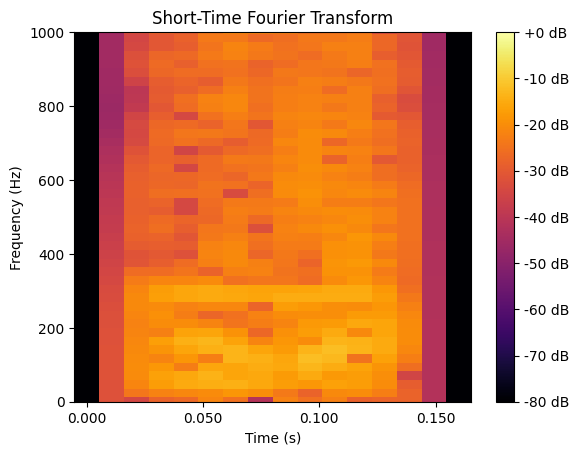 Short-Time Fourier Transform
1000
800
600
400
200
0
Frequency (Hz)
0.000
0.050
0.100
0.150
Time (s)
+0 dB
-10 dB
-20 dB
-30 dB
-40 dB
-50 dB
-60 dB
-70 dB
-80 dB